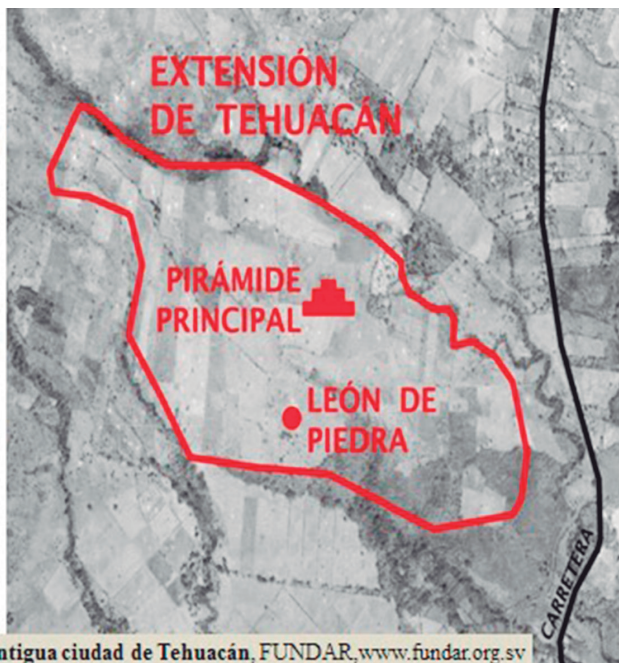 EXTENSIÓN
DE TEHUACÁN
PIRÁMIDE
PRINCIPAL
LEÓN DE
PIEDRA
CARRETERA
ntigua ciudad de Tehuacán, FUNDAR,www.fundar.org.sv